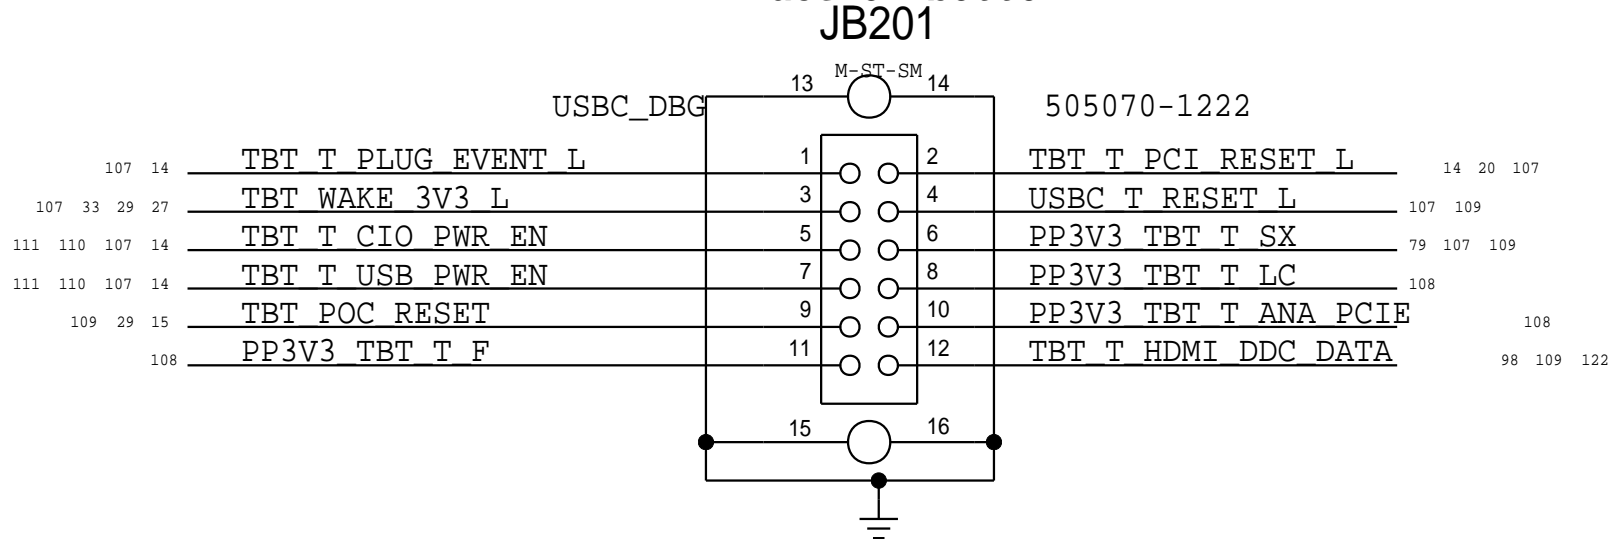 JB201
M-ST-SM
13 14
USBC_DBG 505070-1222
107 14 TBT_T_PLUG_EVENT_L 1 2 TBT_T_PCI_RESET_L 14 20 107
107 33 29 27 TBT_WAKE_3V3_L 3 4 USBC_T_RESET_L 107 109
111 110 107 14 TBT_T_CIO_PWR_EN 5 6 PP3V3_TBT_T_SX 79 107 109
111 110 107 14 TBT_T_USB_PWR_EN 7 8 PP3V3_TBT_T_LC 108
109 29 15 TBT_POC_RESET 9 10 PP3V3_TBT_T_ANA_PCIE 108
108 PP3V3_TBT_T_F 11 12 TBT_T_HDMI_DDC_DATA 98 109 122
15 16